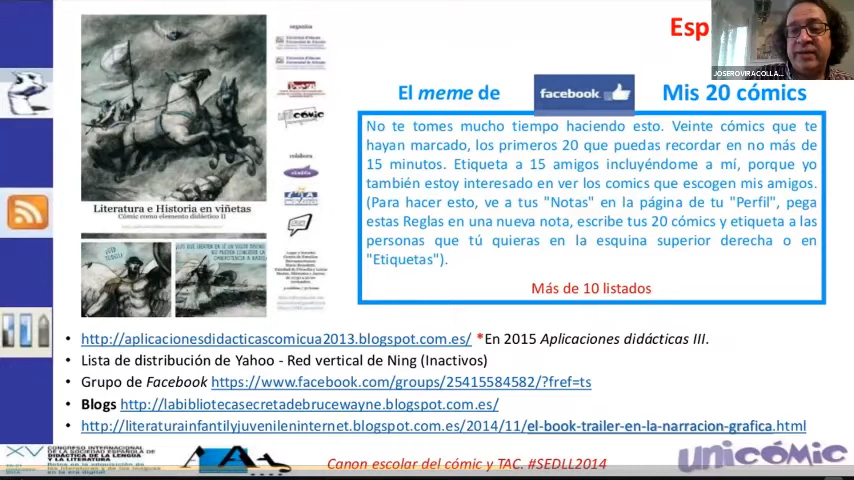 Esp
JOSEROVIRACOLLA...
El meme de facebook Mis 20 cómics
No te tomes mucho tiempo haciendo esto. Veinte cómics que te
hayan marcado, los primeros 20 que puedas recordar en no más de
15 minutos. Etiqueta a 15 amigos incluyéndome a mí, porque yo
también estoy interesado en ver los comics que escogen mis amigos.
(Para hacer esto, ve a tus "Notas" en la página de tu "Perfil", pega
estas Reglas en una nueva nota, escribe tus 20 cómics y etiqueta a las
personas que tú quieras en la esquina superior derecha o en
"Etiquetas").
Más de 10 listados
organiza
unicómic
colabora
Literatura e Historia en viñetas
Cómic como elemento didáctico II
• http://aplicacionesdidacticascomicua2013.blogspot.com.es/ *En 2015 Aplicaciones didácticas III.
• Lista de distribución de Yahoo - Red vertical de Ning (Inactivos)
• Grupo de Facebook https://www.facebook.com/groups/25415584582/?fref=ts
• Blogs http://labibliotecasecretadebrucewayne.blogspot.com.es/
• http://literaturainfantilyjuvenileninternet.blogspot.com.es/2014/11/el-book-trailer-en-la-narracion-grafica.html
XV CONGRESO INTERNACIONAL
DE LA SOCIEDAD ESPAÑOLA DE
DIDÁCTICA DE LA LENGUA
Y LA LITERATURA
Canon escolar del cómic y TAC. #SEDLL2014
unicómic